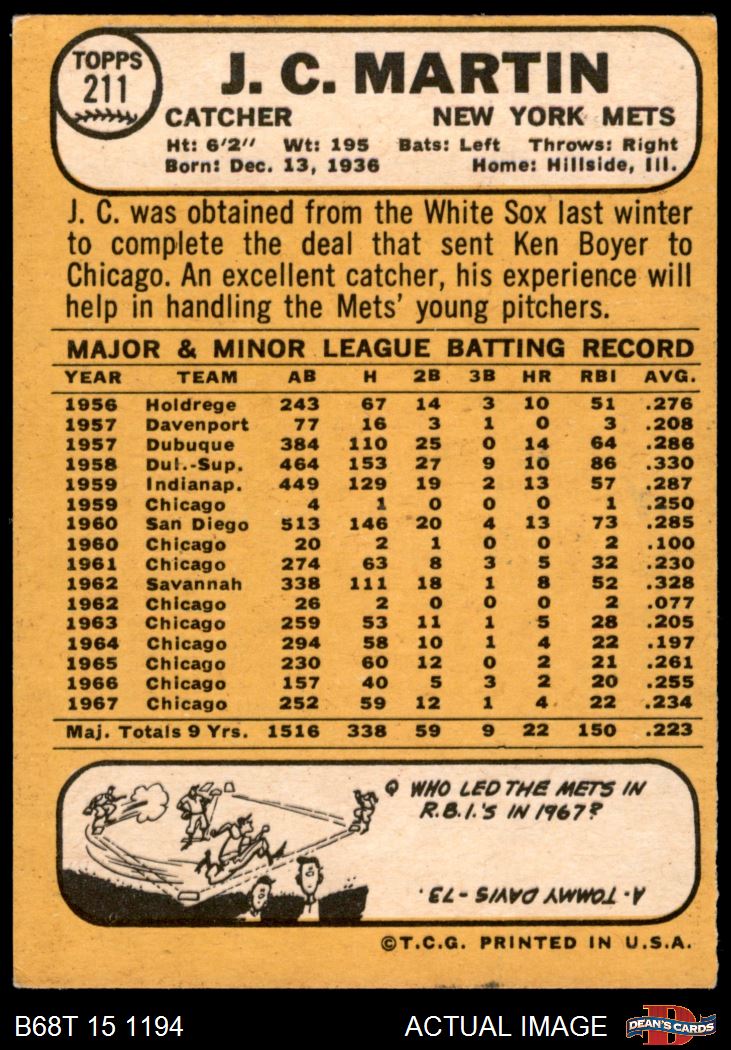 TOPPS
211
J. C. MARTIN
CATCHER NEW YORK METS
Ht: 6'2" Wt: 195 Bats: Left Throws: Right
Born: Dec. 13, 1936 Home: Hillside, Ill.
J. C. was obtained from the White Sox last winter
to complete the deal that sent Ken Boyer to
Chicago. An excellent catcher, his experience will
help in handling the Mets' young pitchers.
MAJOR & MINOR LEAGUE BATTING RECORD
YEAR TEAM AB H 2B 3B HR RBI AVG.
1956 Holdrege 243 67 14 3 10 51 .276
1957 Davenport 77 16 3 1 0 3 .208
1957 Dubuque 384 110 25 0 14 64 .286
1958 Dul.-Sup. 464 153 27 9 10 86 .330
1959 Indianap. 449 129 19 2 13 57 .287
1959 Chicago 4 1 0 0 0 1 .250
1960 San Diego 513 146 20 4 13 73 .285
1960 Chicago 20 2 1 0 0 2 .100
1961 Chicago 274 63 8 3 5 32 .230
1962 Savannah 338 111 18 1 8 52 .328
1962 Chicago 26 2 0 0 0 2 .077
1963 Chicago 259 53 11 1 5 28 .205
1964 Chicago 294 58 10 1 4 22 .197
1965 Chicago 230 60 12 0 2 21 .261
1966 Chicago 157 40 5 3 2 20 .255
1967 Chicago 252 59 12 1 4 22 .234
Maj. Totals 9 Yrs. 1516 338 59 9 22 150 .223
Q WHO LED THE METS IN
R.B.I.'S IN 1967?
A- TOMMY DAVIS -73.
©T.C.G. PRINTED IN U.S.A.
B68T 15 1194 ACTUAL IMAGE
D
DEAN'S CARDS